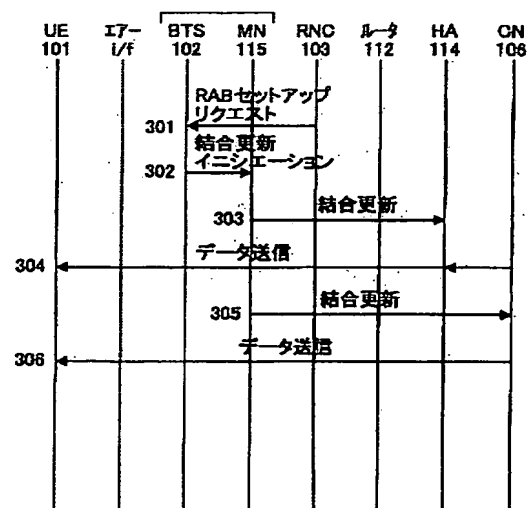 UE エアー BTS MN RNC ルータ HA CN
101 i/f 102 115 103 112 114 106
RABセットアップ
リクエスト
301
結合更新
イニシエーション
302
303 結合更新
データ送信
304
305 結合更新
データ送信
306